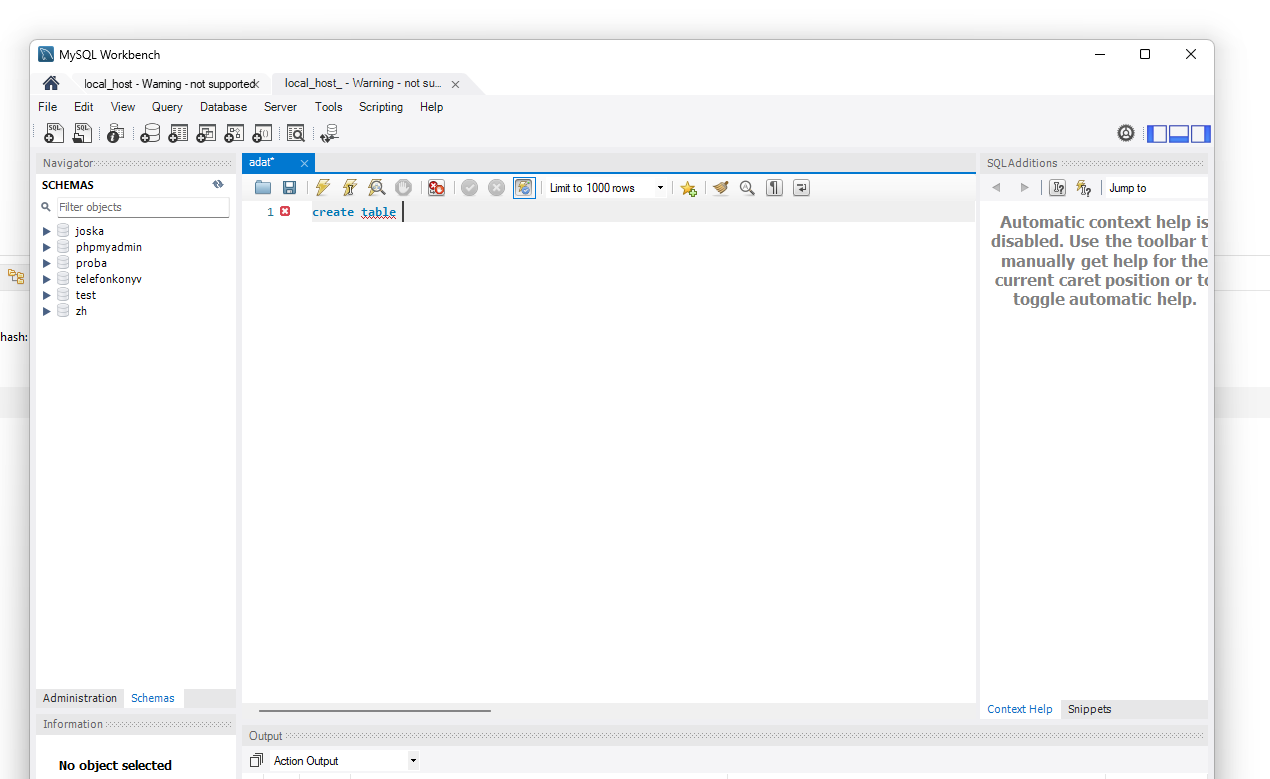 MySQL Workbench
local_host - Warning - not supported
local_host_ - Warning - not su...
File Edit View Query Database Server Tools Scripting Help
Navigator
SCHEMAS
Filter objects
joska
phpmyadmin
proba
telefonkonyv
test
zh
hash:
Administration Schemas
Information
No object selected
adat*
Limit to 1000 rows
1 create table
Output
Action Output
SQLAdditions
Jump to
Automatic context help is
disabled. Use the toolbar t
manually get help for the
current caret position or to
toggle automatic help.
Context Help Snippets